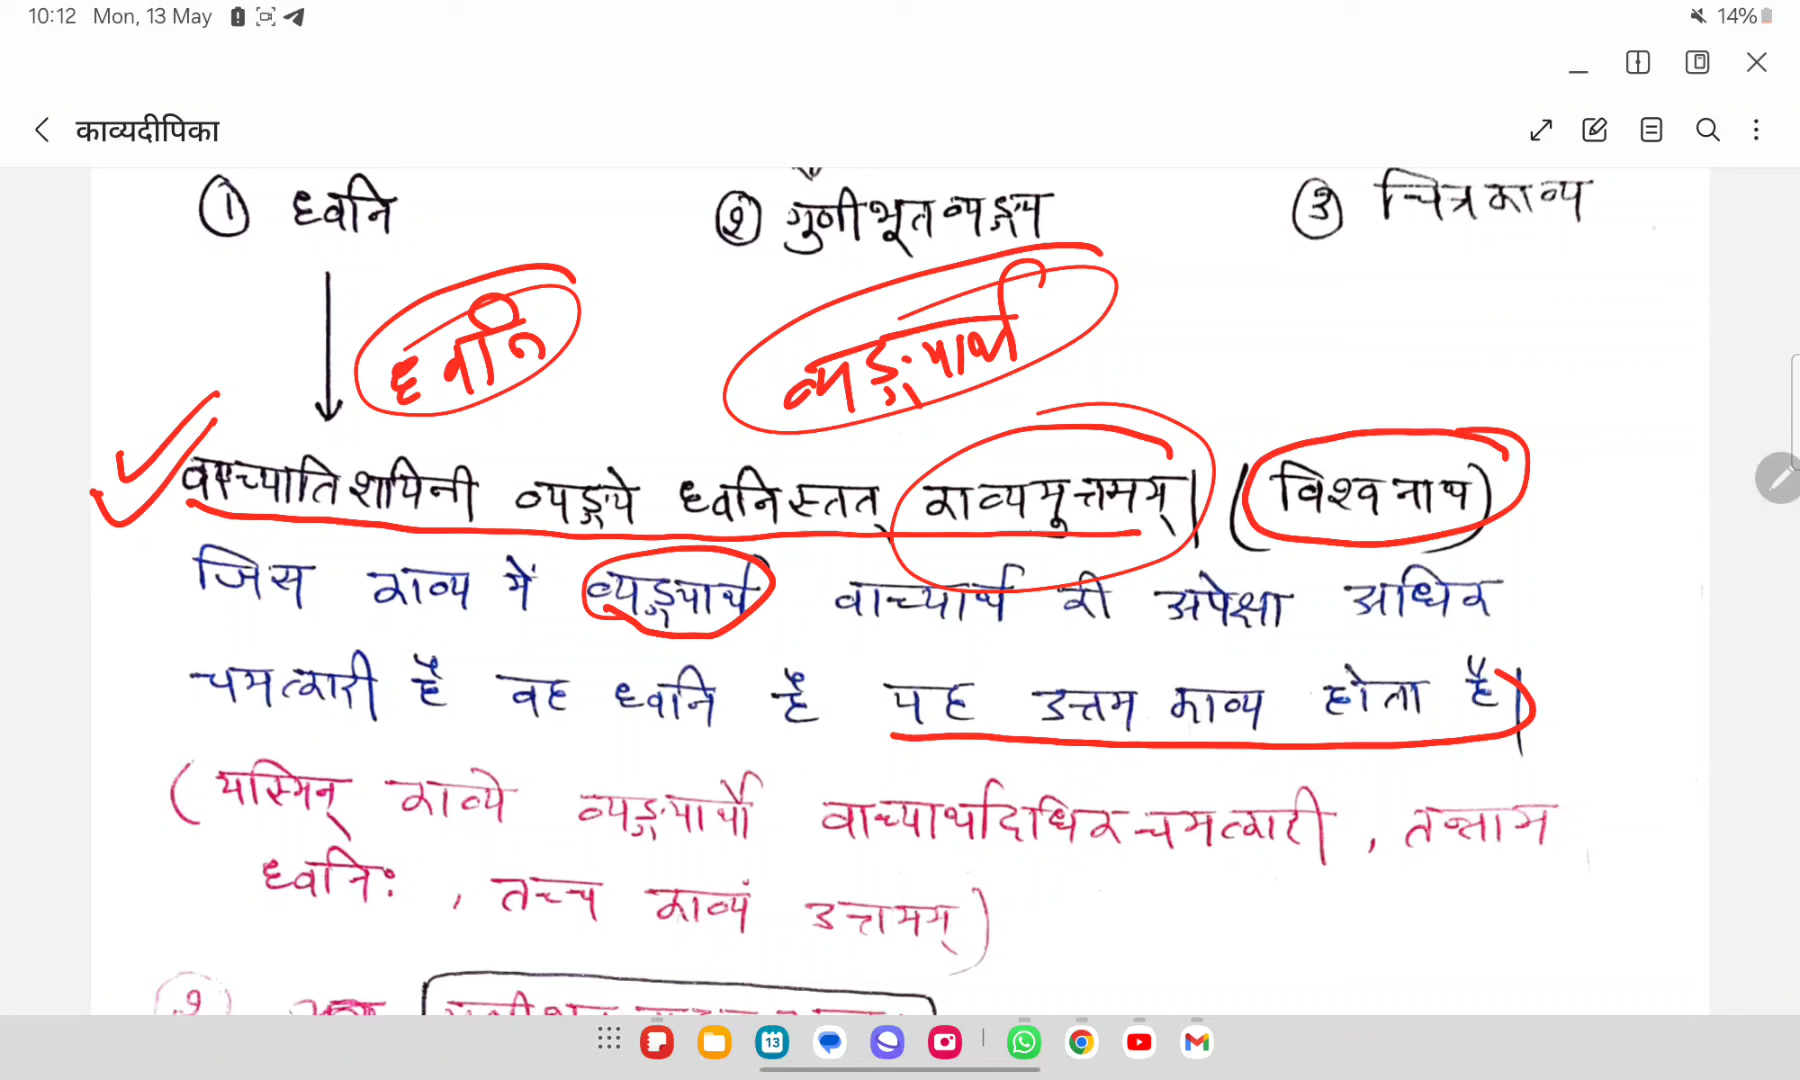 10:12 Mon, 13 May 14%
काव्यदीपिका
① ध्वनि ② गुणीभूतव्यङ्ग्य ③ चित्रकाव्य
ध्वनि व्यङ्ग्यार्थ
वाच्यातिशायिनी व्यङ्ग्ये ध्वनिस्तत् काव्यमुत्तमम्। (विश्वनाथ)
जिस काव्य में व्यङ्ग्यार्थ वाच्यार्थ की अपेक्षा अधिक
चमत्कारी है वह ध्वनि है यह उत्तम काव्य होता है।
(यस्मिन् काव्ये व्यङ्ग्यार्थो वाच्यार्थादधिकचमत्कारी, तन्नाम
ध्वनिः, तच्च काव्यं उत्तमम्)
13